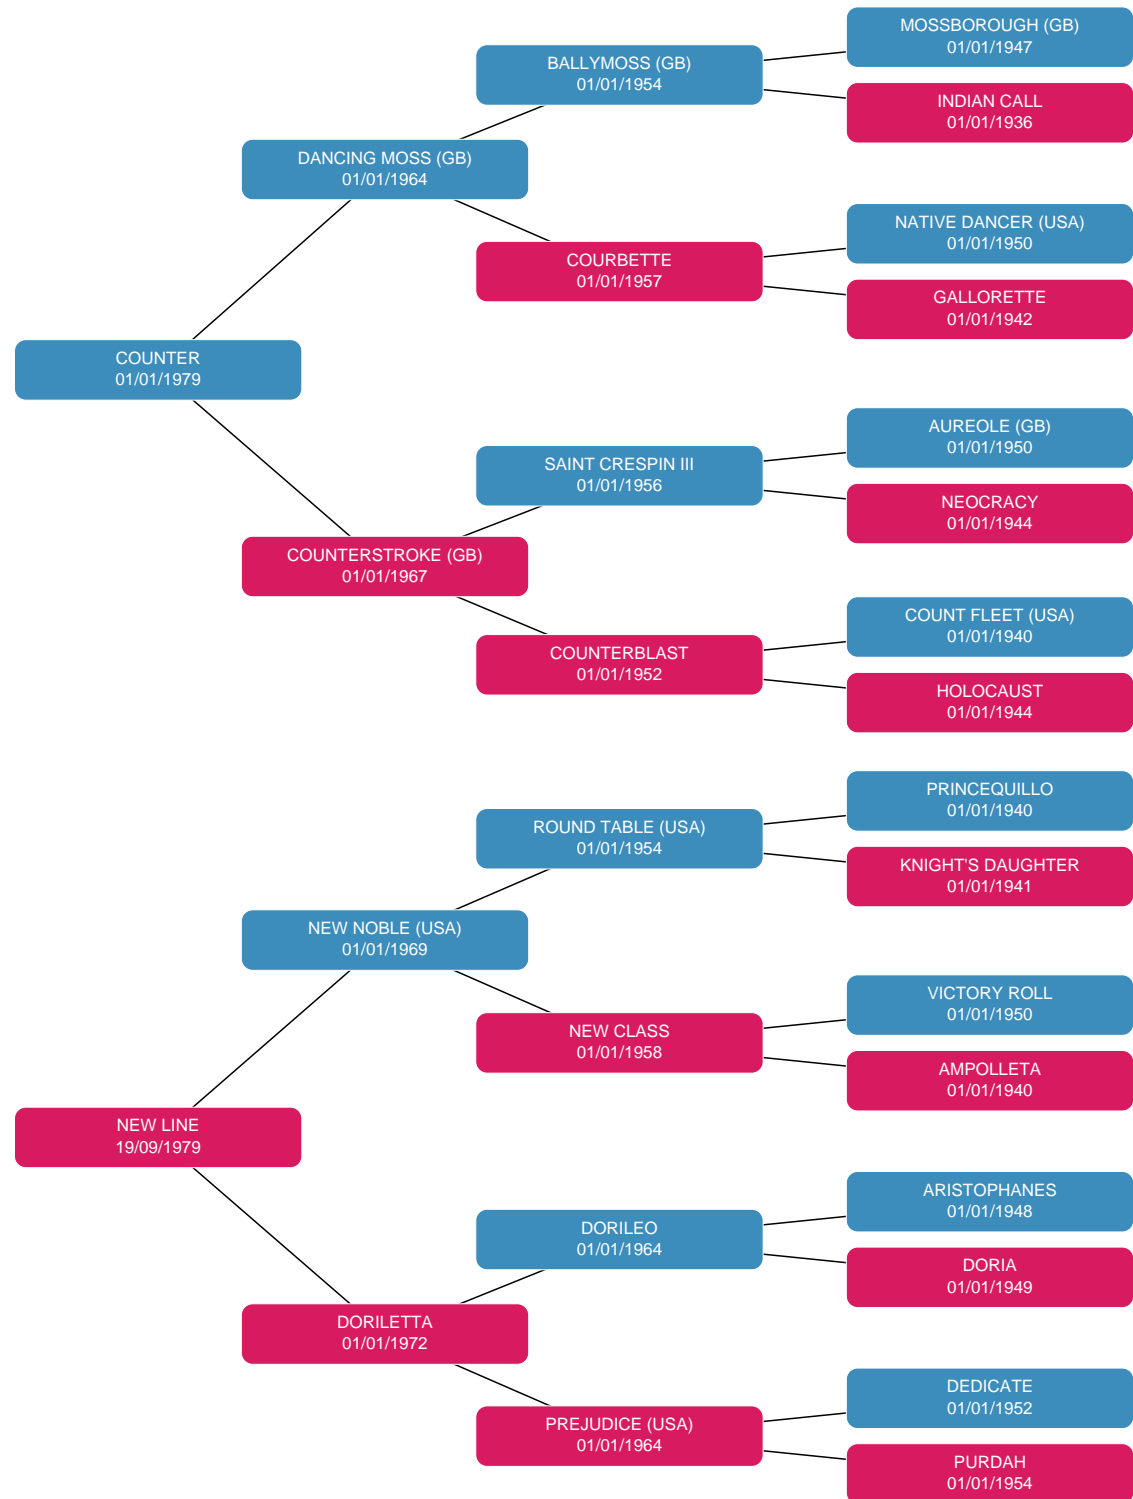 MOSSBOROUGH (GB)
01/01/1947
BALLYMOSS (GB)
01/01/1954
INDIAN CALL
01/01/1936
DANCING MOSS (GB)
01/01/1964
NATIVE DANCER (USA)
01/01/1950
COURBETTE
01/01/1957
GALLORETTE
01/01/1942
COUNTER
01/01/1979
AUREOLE (GB)
01/01/1950
SAINT CRESPIN III
01/01/1956
NEOCRACY
01/01/1944
COUNTERSTROKE (GB)
01/01/1967
COUNT FLEET (USA)
01/01/1940
COUNTERBLAST
01/01/1952
HOLOCAUST
01/01/1944
PRINCEQUILLO
01/01/1940
ROUND TABLE (USA)
01/01/1954
KNIGHT'S DAUGHTER
01/01/1941
NEW NOBLE (USA)
01/01/1969
VICTORY ROLL
01/01/1950
NEW CLASS
01/01/1958
AMPOLLETA
01/01/1940
NEW LINE
19/09/1979
ARISTOPHANES
01/01/1948
DORILEO
01/01/1964
DORIA
01/01/1949
DORILETTA
01/01/1972
DEDICATE
01/01/1952
PREJUDICE (USA)
01/01/1964
PURDAH
01/01/1954